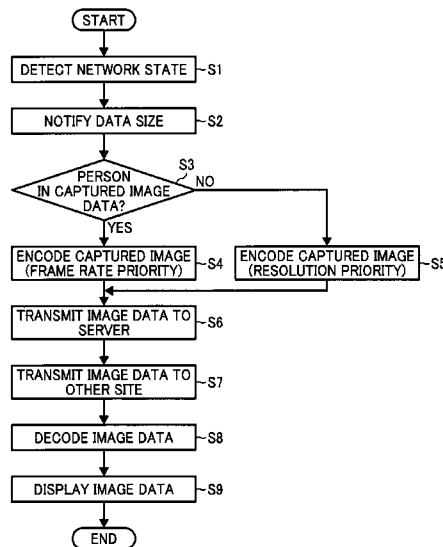 START
DETECT NETWORK STATE
S1
NOTIFY DATA SIZE
S2
PERSON
IN CAPTURED IMAGE
DATA?
S3
NO
YES
ENCODE CAPTURED IMAGE
(FRAME RATE PRIORITY)
S4
ENCODE CAPTURED IMAGE
(RESOLUTION PRIORITY)
S5
TRANSMIT IMAGE DATA TO
SERVER
S6
TRANSMIT IMAGE DATA TO
OTHER SITE
S7
DECODE IMAGE DATA
S8
DISPLAY IMAGE DATA
S9
END